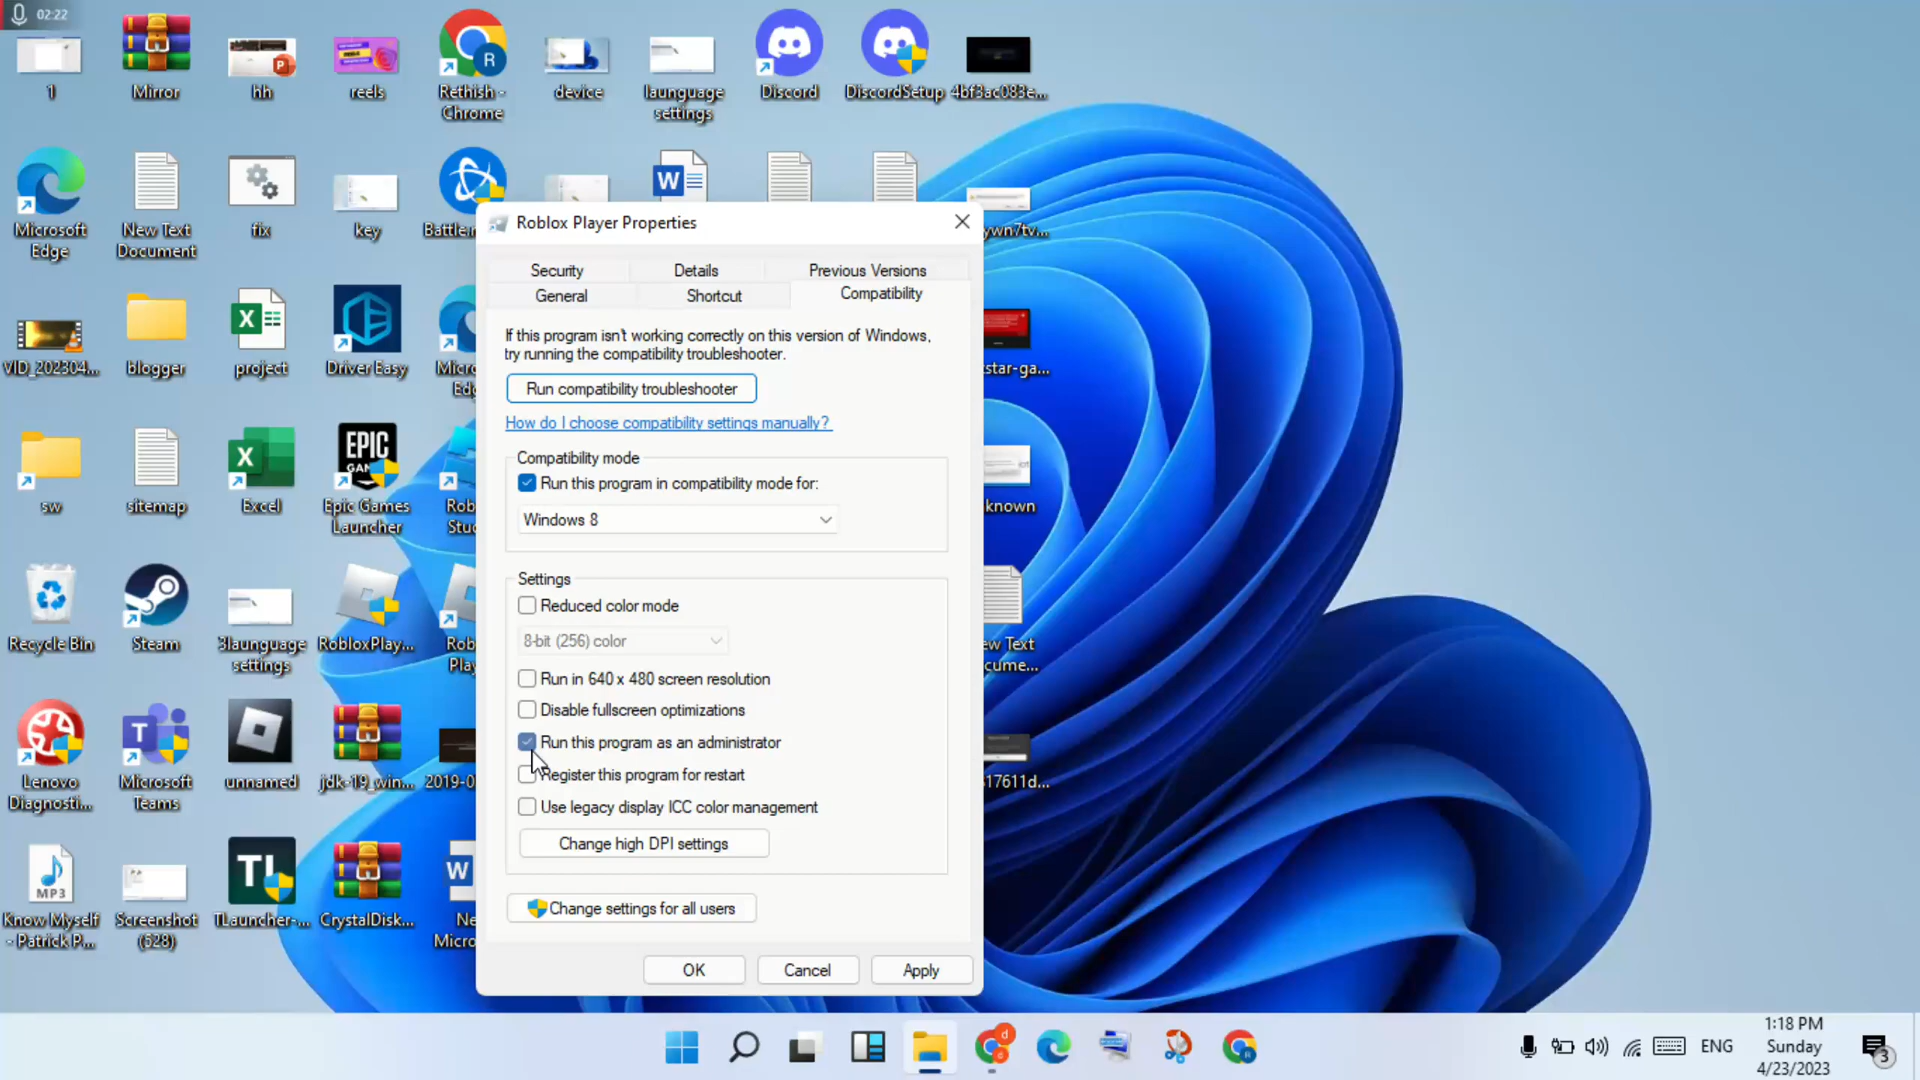 02:22
1
Mirror
hh
reels
Rethish -
Chrome
device
launguage
settings
Discord
DiscordSetup
4bf3ac083e...
Microsoft
Edge
New Text
Document
fix
key
W
Roblox Player Properties
Security
Details
Previous Versions
General
Shortcut
Compatibility
If this program isn't working correctly on this version of Windows,
try running the compatibility troubleshooter.
Run compatibility troubleshooter
How do I choose compatibility settings manually?
Compatibility mode
Run this program in compatibility mode for:
Windows 8
Settings
Reduced color mode
8-bit (256) color
Run in 640 x 480 screen resolution
Disable fullscreen optimizations
Run this program as an administrator
Register this program for restart
Use legacy display ICC color management
Change high DPI settings
Change settings for all users
OK
Cancel
Apply
VID_202304...
blogger
project
Driver Easy
sw
sitemap
Excel
EPIC
GAM
Epic Games
Launcher
Recycle Bin
Steam
3launguage
settings
RobloxPlay...
Lenovo
Diagnosti...
Microsoft
Teams
unnamed
jdk-19_win...
MP3
Know Myself
- Patrick P...
Screenshot
(528)
TL
TLauncher-...
CrystalDisk...
ENG
1:18 PM
Sunday
4/23/2023
3